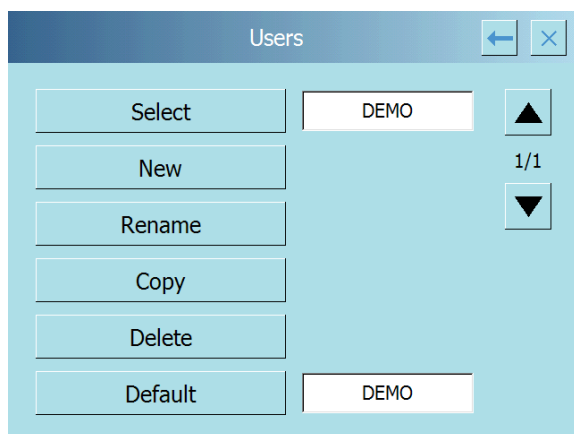 Users
Select DEMO
New 1/1
Rename
Copy
Delete
Default DEMO